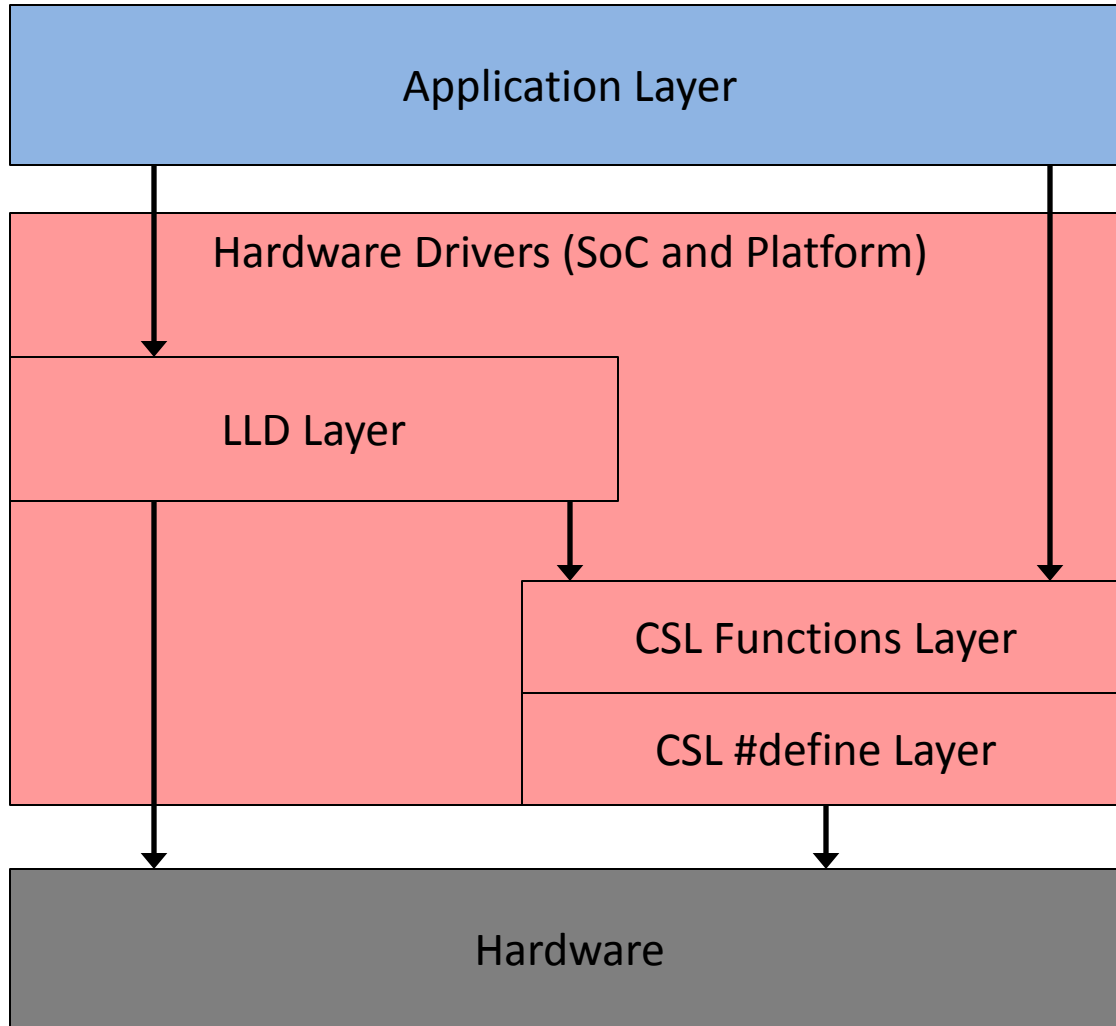 Application Layer
Hardware Drivers (SoC and Platform)
LLD Layer
CSL Functions Layer
CSL #define Layer
Hardware